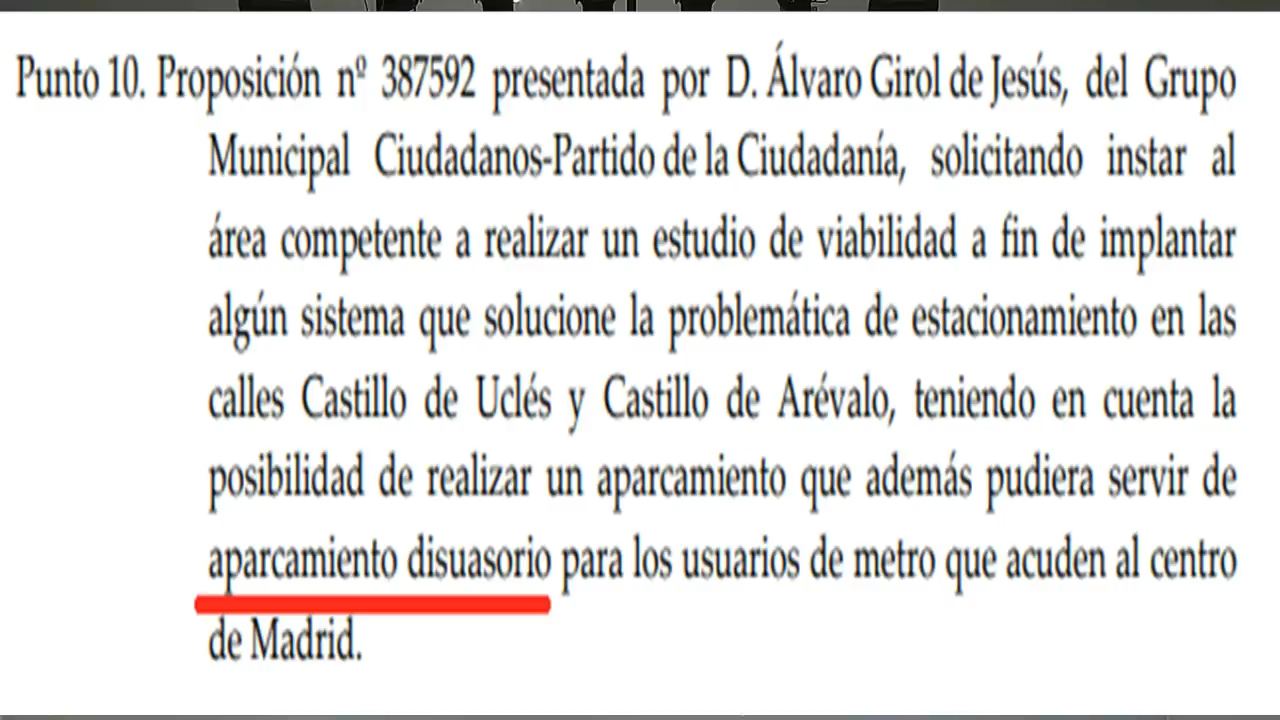 Punto 10. Proposición nº 387592 presentada por D. Álvaro Girol de Jesús, del Grupo
Municipal Ciudadanos-Partido de la Ciudadanía, solicitando instar al
área competente a realizar un estudio de viabilidad a fin de implantar
algún sistema que solucione la problemática de estacionamiento en las
calles Castillo de Uclés y Castillo de Arévalo, teniendo en cuenta la
posibilidad de realizar un aparcamiento que además pudiera servir de
aparcamiento disuasorio para los usuarios de metro que acuden al centro
de Madrid.